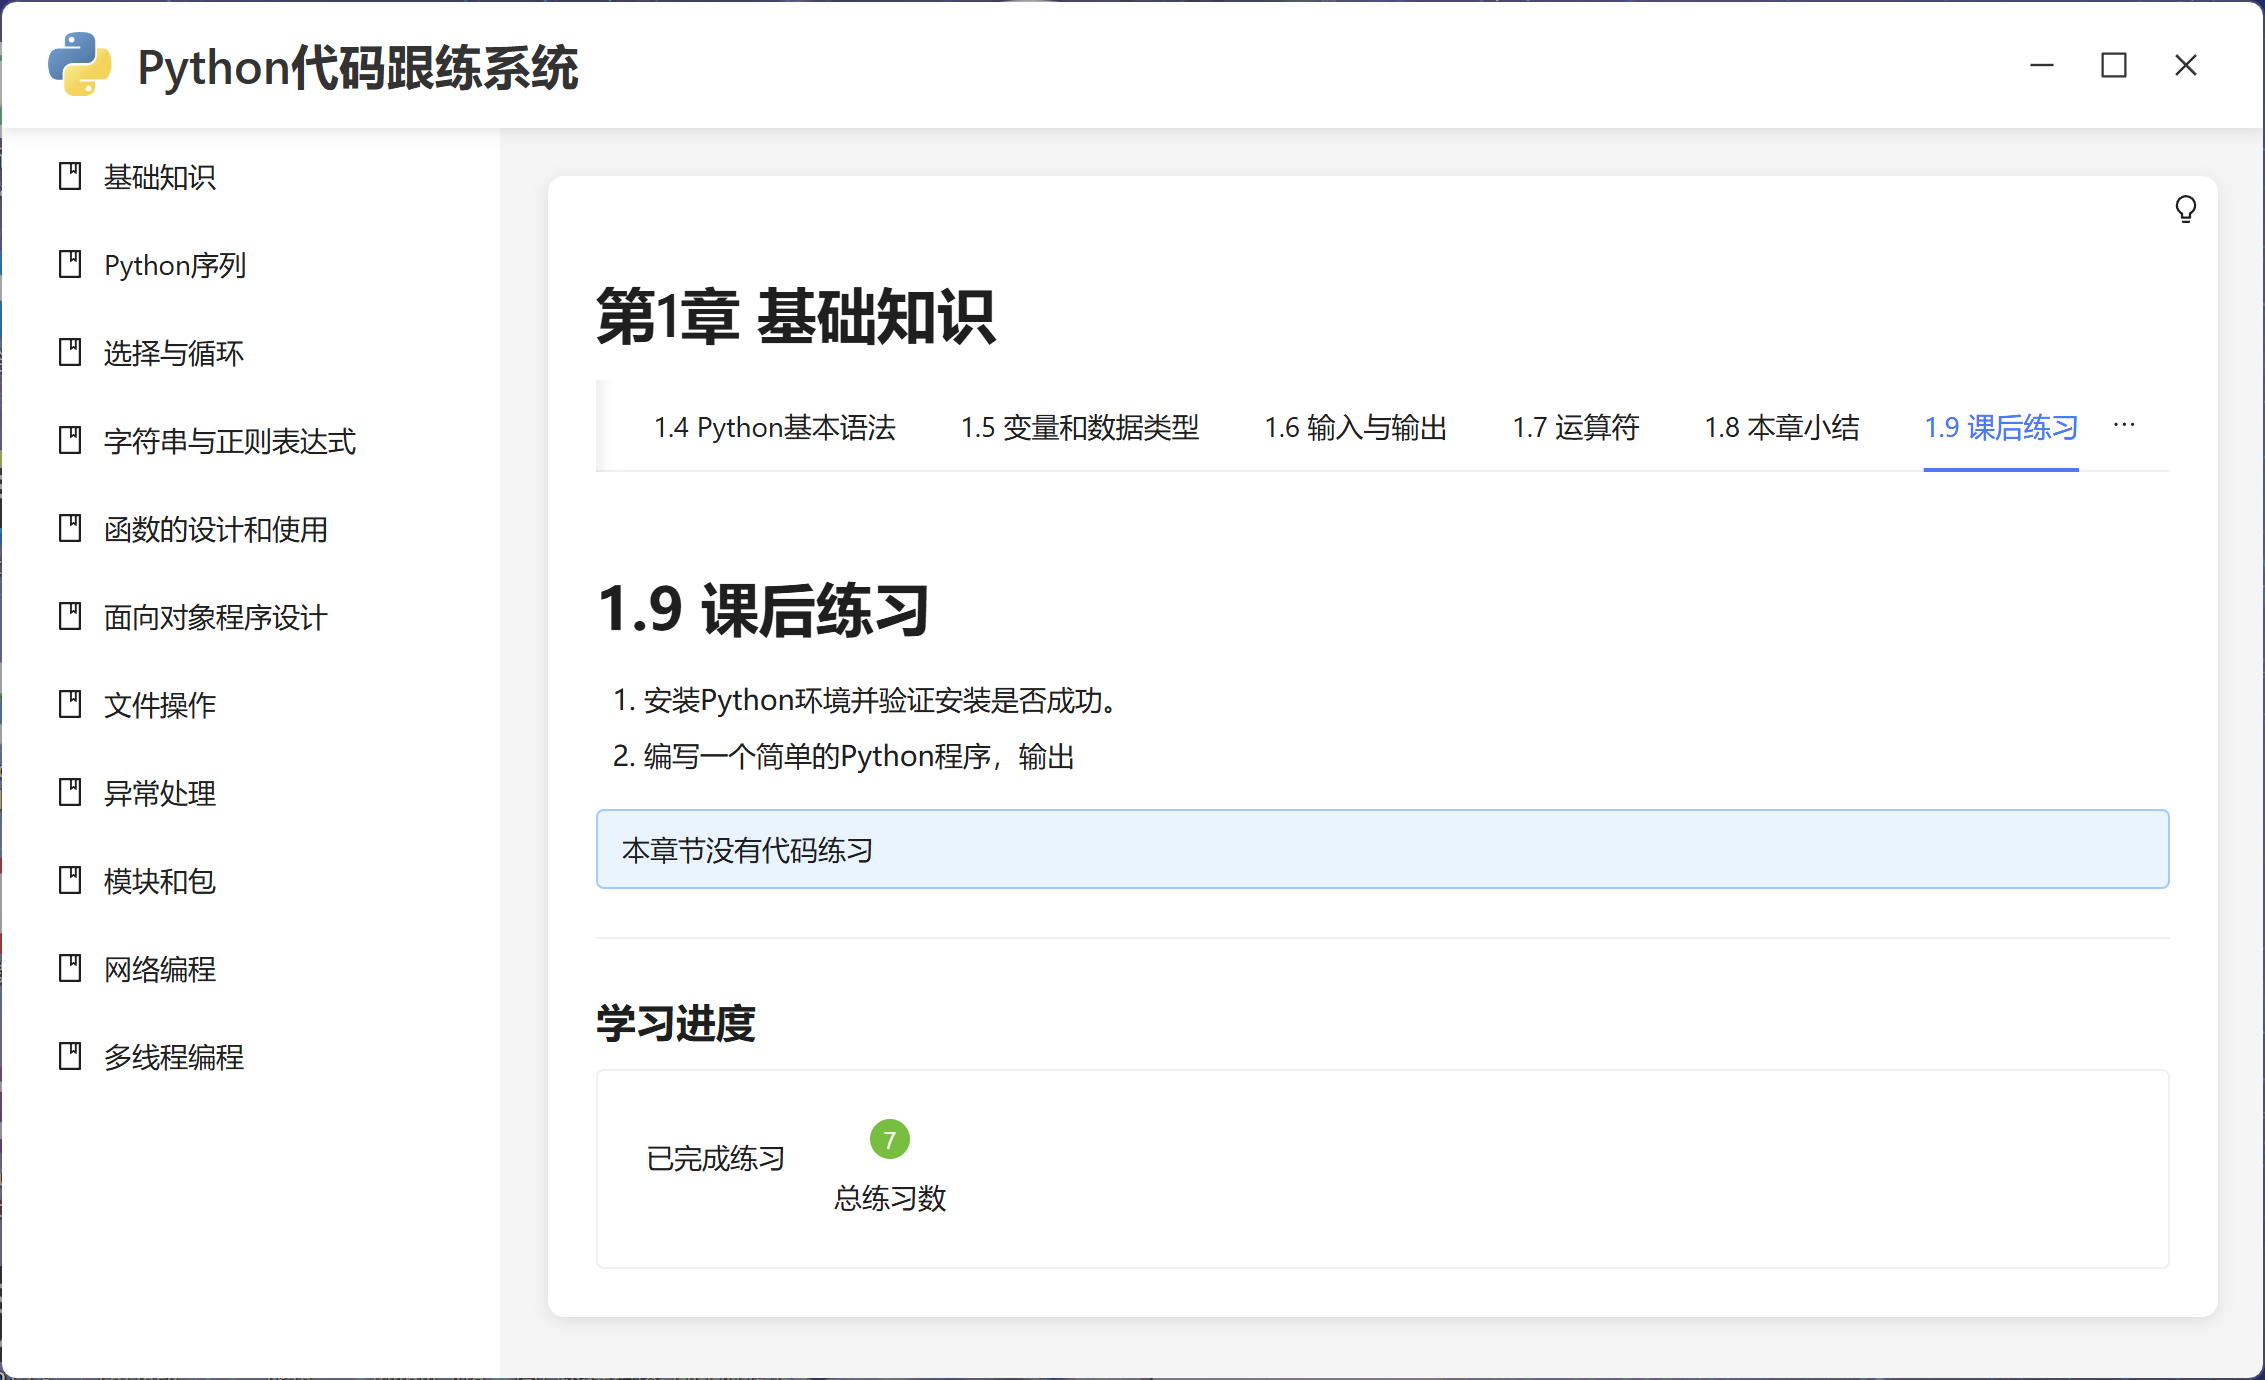 Python代码跟练系统
基础知识
Python序列
选择与循环
字符串与正则表达式
函数的设计和使用
面向对象程序设计
文件操作
异常处理
模块和包
网络编程
多线程编程
第1章 基础知识
1.4 Python基本语法 1.5 变量和数据类型 1.6 输入与输出 1.7 运算符 1.8 本章小结 1.9 课后练习 ···
1.9 课后练习
1. 安装Python环境并验证安装是否成功。
2. 编写一个简单的Python程序，输出
本章节没有代码练习
学习进度
已完成练习
7
总练习数